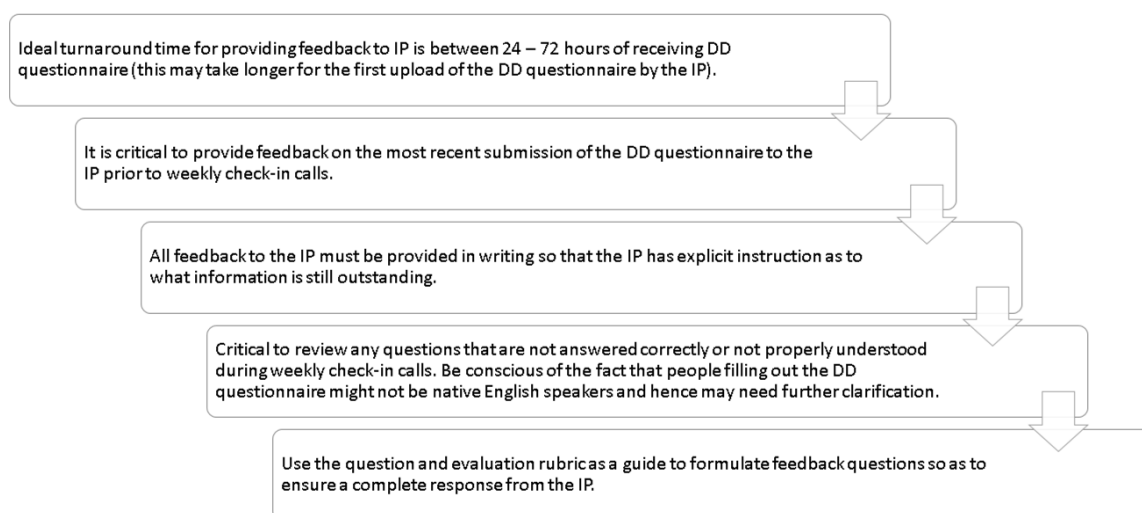 Ideal turnaround time for providing feedback to IP is between 24 – 72 hours of receiving DD
questionnaire (this may take longer for the first upload of the DD questionnaire by the IP).
It is critical to provide feedback on the most recent submission of the DD questionnaire to the
IP prior to weekly check-in calls.
All feedback to the IP must be provided in writing so that the IP has explicit instruction as to
what information is still outstanding.
Critical to review any questions that are not answered correctly or not properly understood
during weekly check-in calls. Be conscious of the fact that people filling out the DD
questionnaire might not be native English speakers and hence may need further clarification.
Use the question and evaluation rubric as a guide to formulate feedback questions so as to
ensure a complete response from the IP.